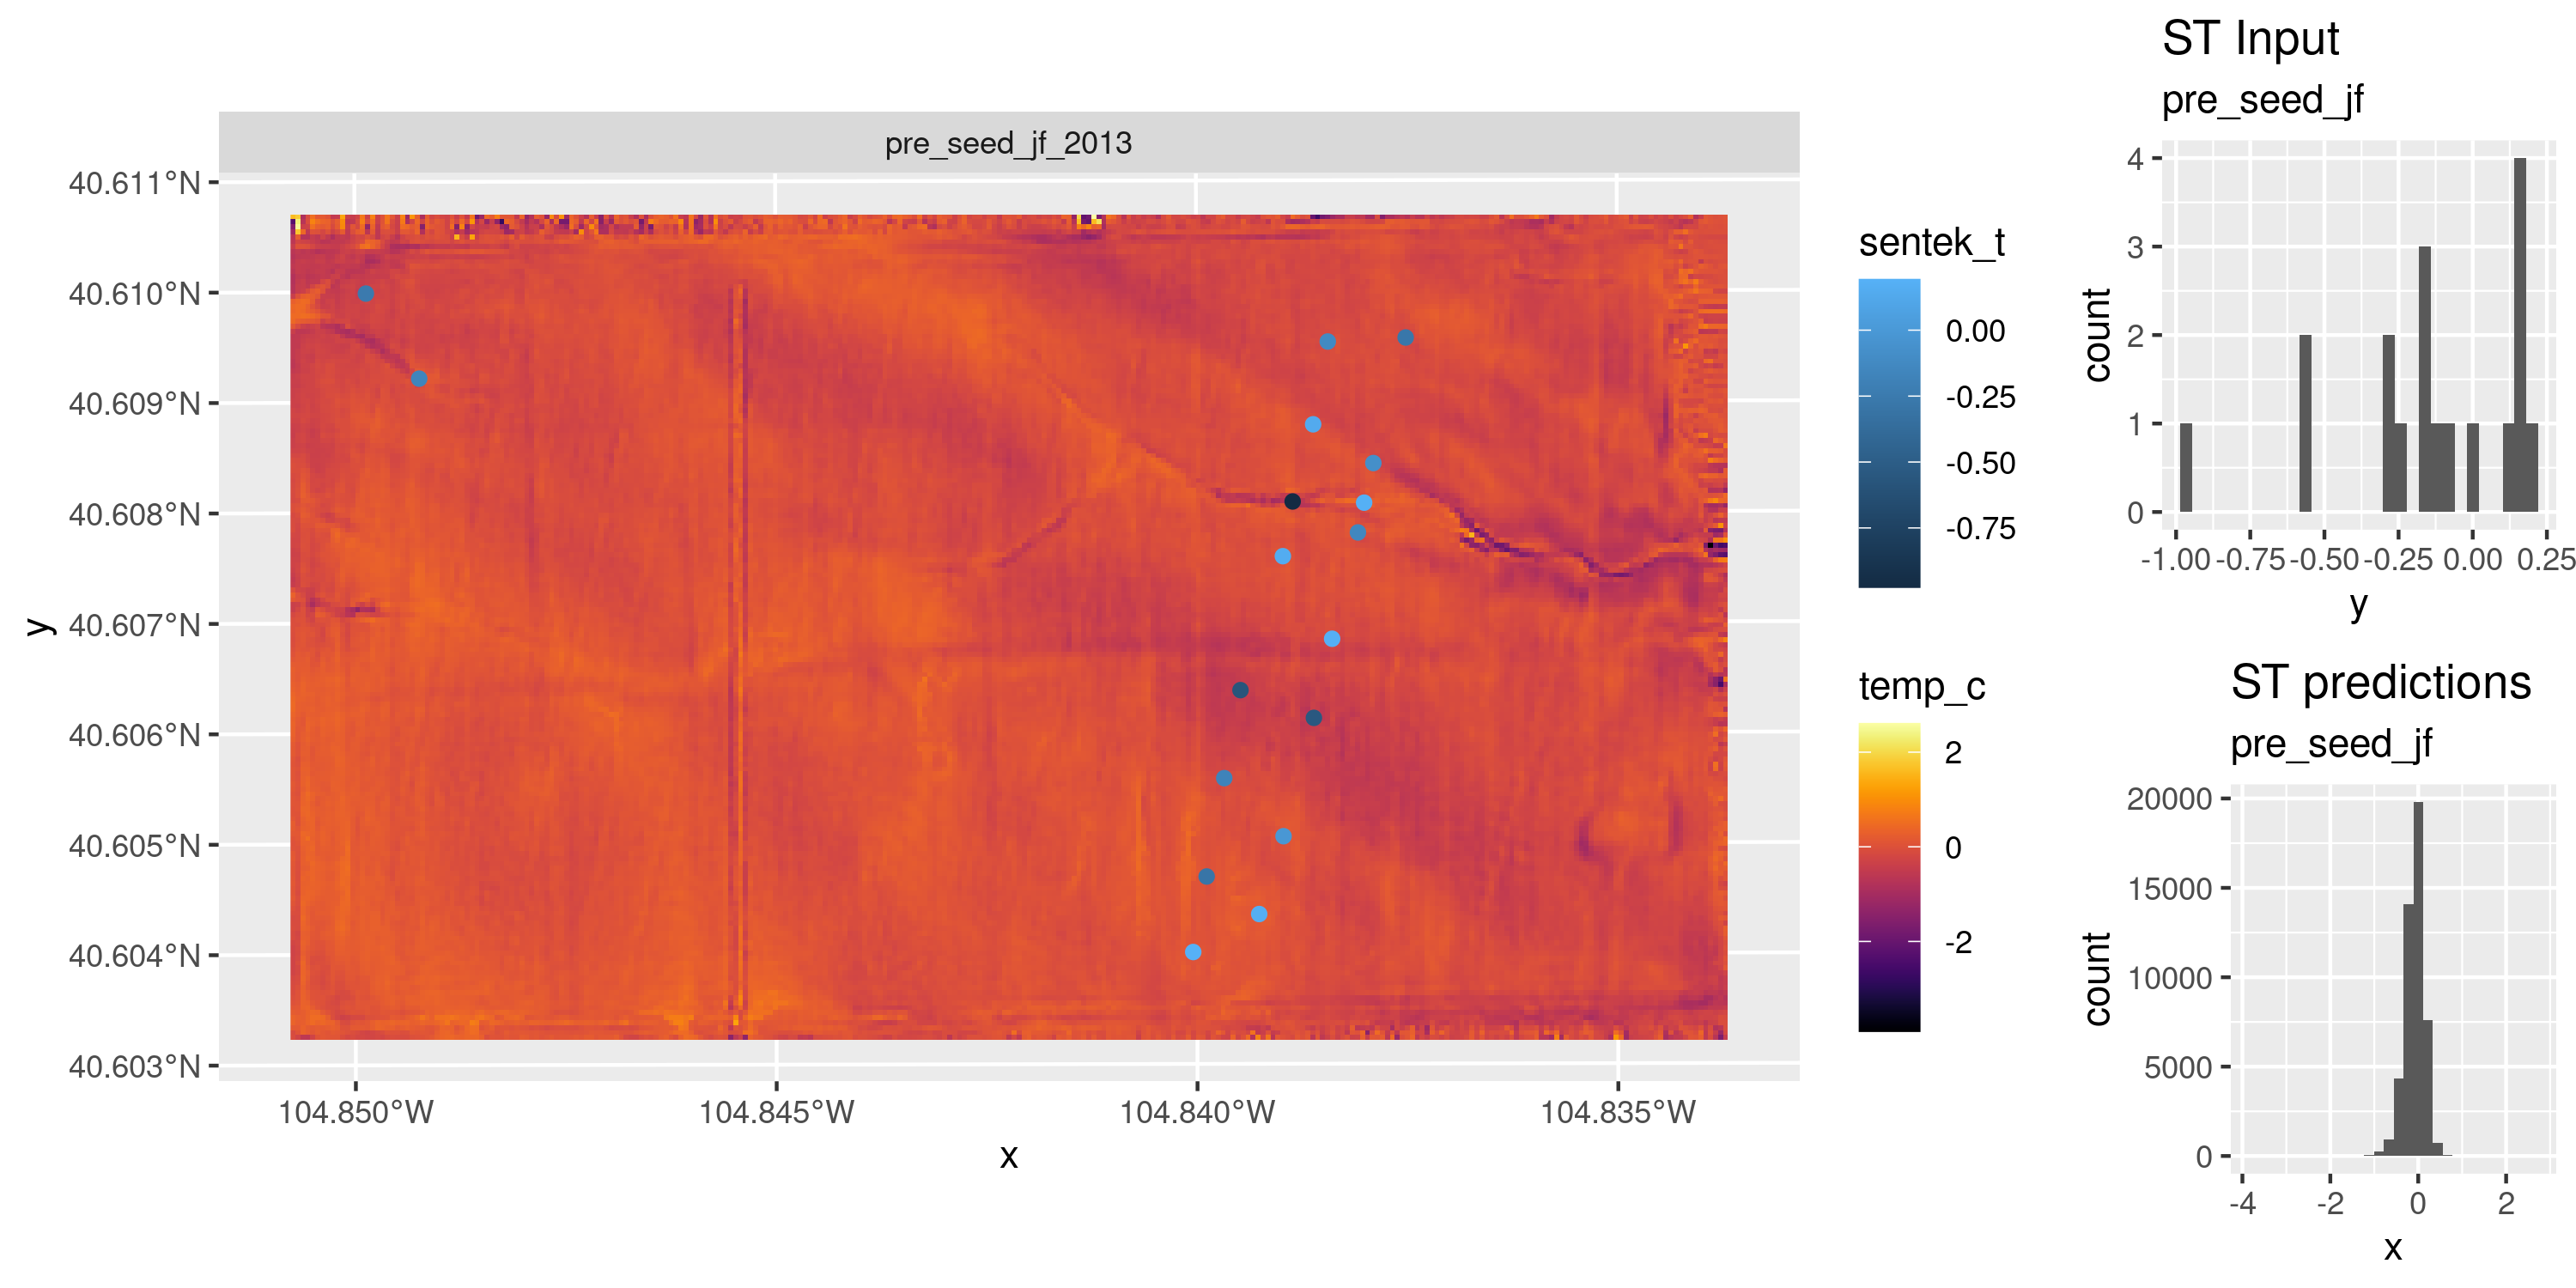 pre_seed_jf_2013
40.611°N
40.610°N
40.609°N
40.608°N
40.607°N
40.606°N
40.605°N
40.604°N
40.603°N
y
104.850°W 104.845°W 104.840°W 104.835°W
x
sentek_t
0.00
-0.25
-0.50
-0.75
temp_c
2
0
-2
ST Input
pre_seed_jf
4
3
2
1
0
count
-1.00 -0.75 -0.50 -0.25 0.00 0.25
y
ST predictions
pre_seed_jf
20000
15000
10000
5000
0
count
-4 -2 0 2
x